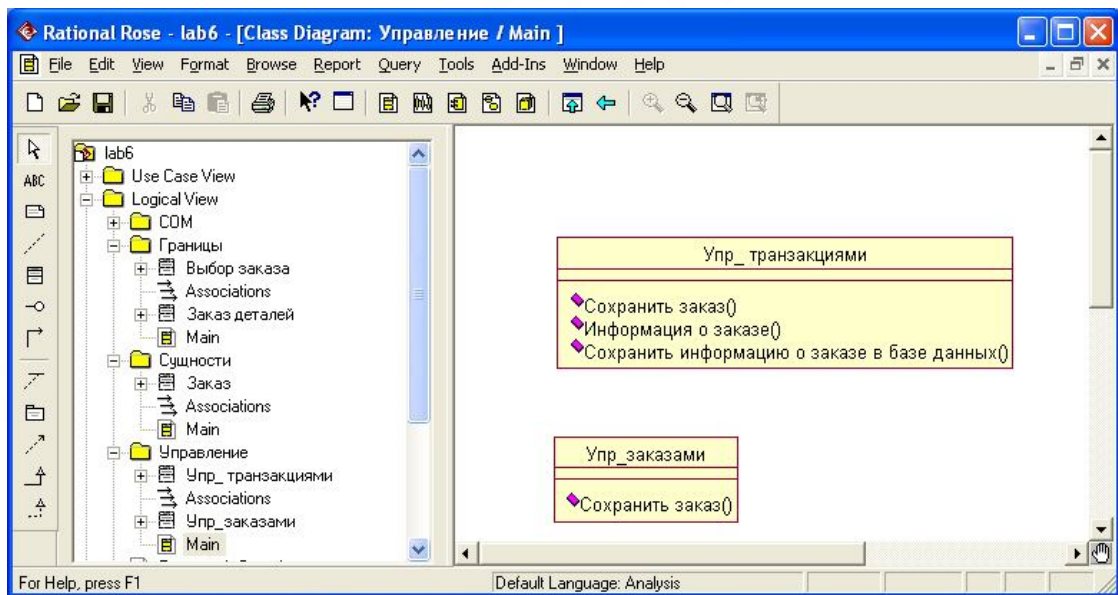 Rational Rose - lab6 - [Class Diagram: Управление / Main ]
File Edit View Format Browse Report Query Tools Add-Ins Window Help
ABC
lab6
Use Case View
Logical View
COM
Границы
Выбор заказа
Associations
Заказ деталей
Main
Сущности
Заказ
Associations
Main
Управление
Упр_ транзакциями
Associations
Упр_заказами
Main
Упр_ транзакциями
Сохранить заказ()
Информация о заказе()
Сохранить информацию о заказе в базе данных()
Упр_заказами
Сохранить заказ()
For Help, press F1
Default Language: Analysis